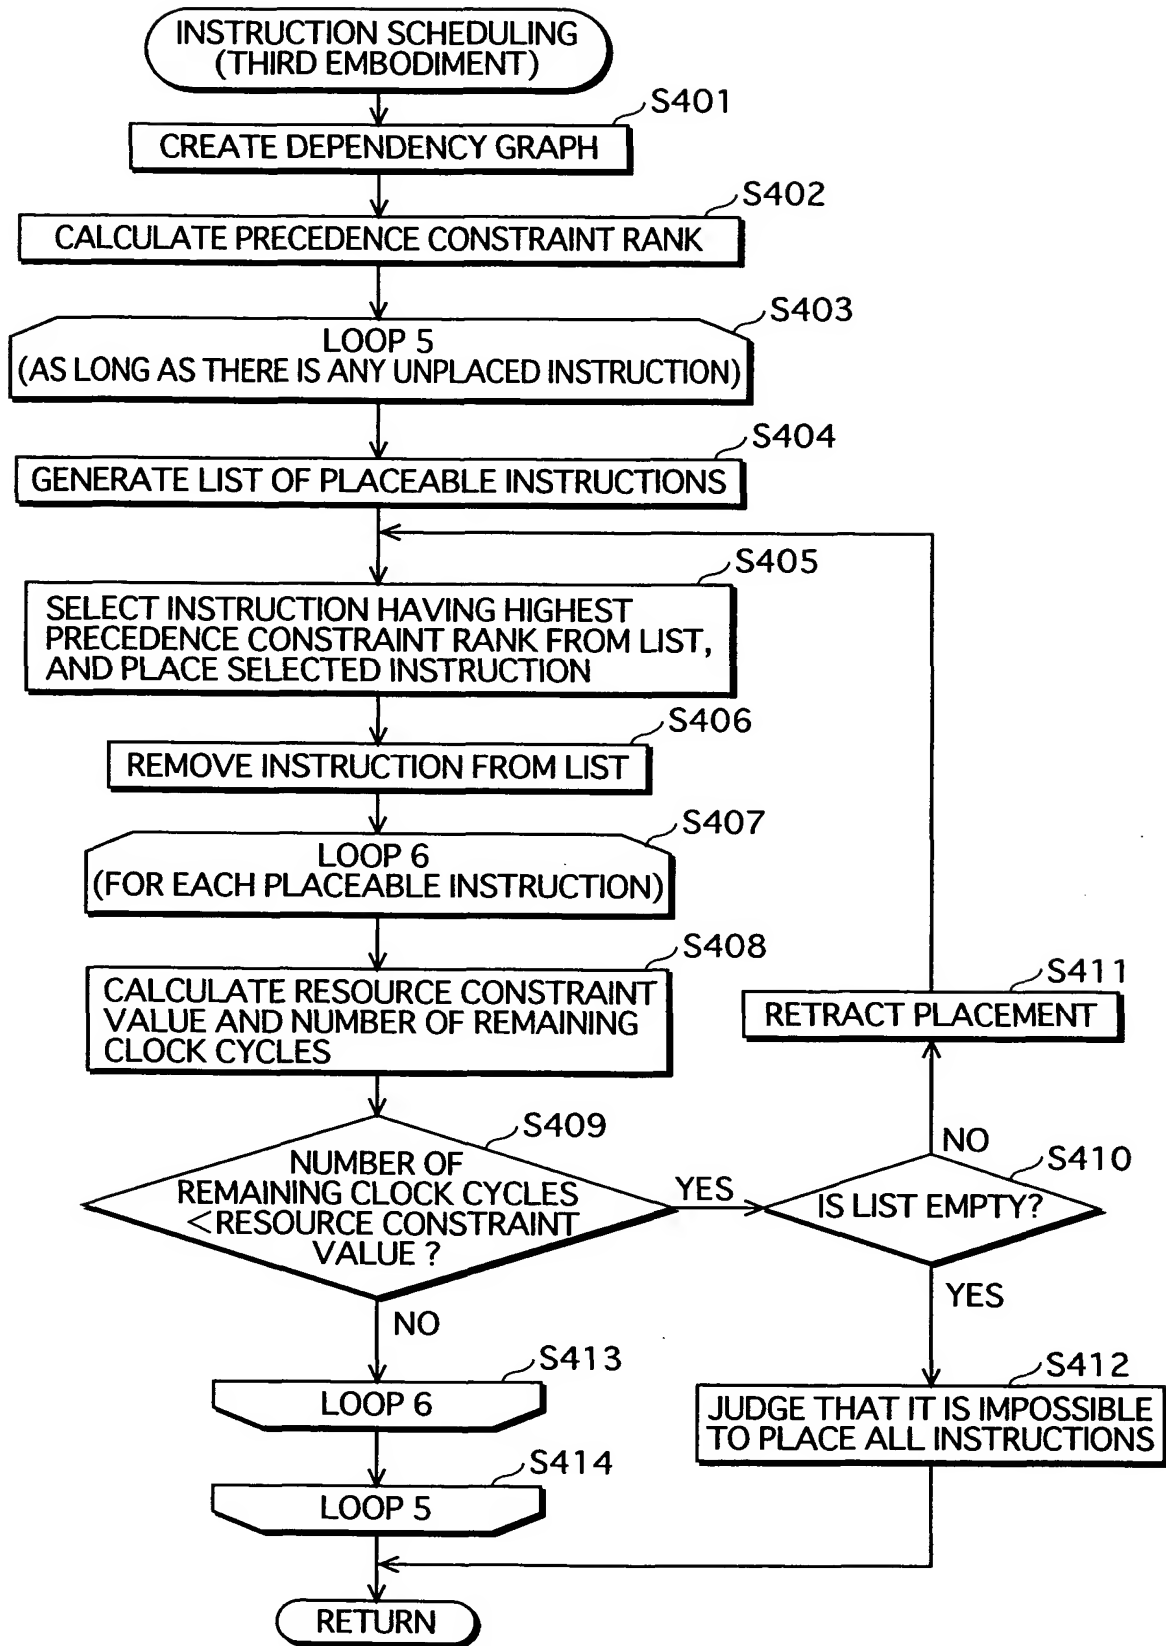 INSTRUCTION SCHEDULING
(THIRD EMBODIMENT)
S401
CREATE DEPENDENCY GRAPH
S402
CALCULATE PRECEDENCE CONSTRAINT RANK
S403
LOOP 5
(AS LONG AS THERE IS ANY UNPLACED INSTRUCTION)
S404
GENERATE LIST OF PLACEABLE INSTRUCTIONS
S405
SELECT INSTRUCTION HAVING HIGHEST
PRECEDENCE CONSTRAINT RANK FROM LIST,
AND PLACE SELECTED INSTRUCTION
S406
REMOVE INSTRUCTION FROM LIST
S407
LOOP 6
(FOR EACH PLACEABLE INSTRUCTION)
S408
CALCULATE RESOURCE CONSTRAINT
VALUE AND NUMBER OF REMAINING
CLOCK CYCLES
S411
RETRACT PLACEMENT
S409
NUMBER OF
REMAINING CLOCK CYCLES
<RESOURCE CONSTRAINT
VALUE ?
YES
NO
S410
IS LIST EMPTY?
YES
NO
S412
JUDGE THAT IT IS IMPOSSIBLE
TO PLACE ALL INSTRUCTIONS
S413
LOOP 6
S414
LOOP 5
RETURN